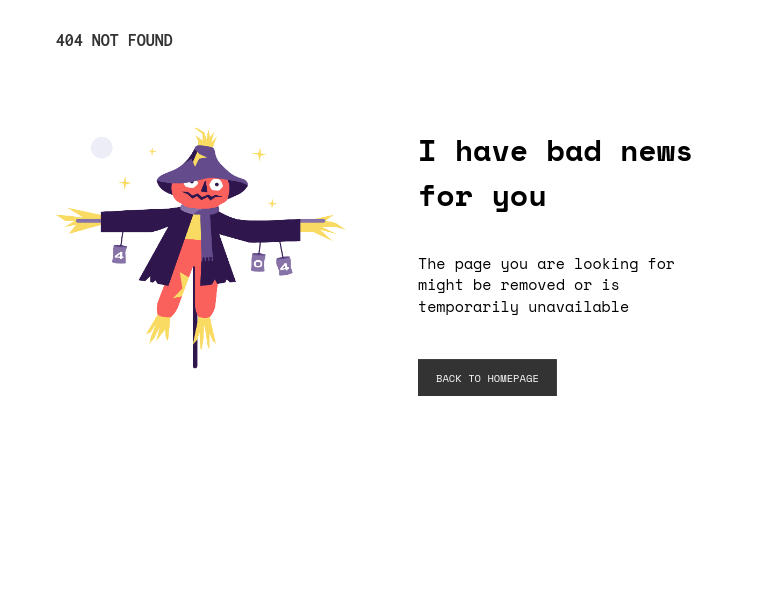 404 NOT FOUND
4
0
4
I have bad news
for you
The page you are looking for
might be removed or is
temporarily unavailable
BACK TO HOMEPAGE